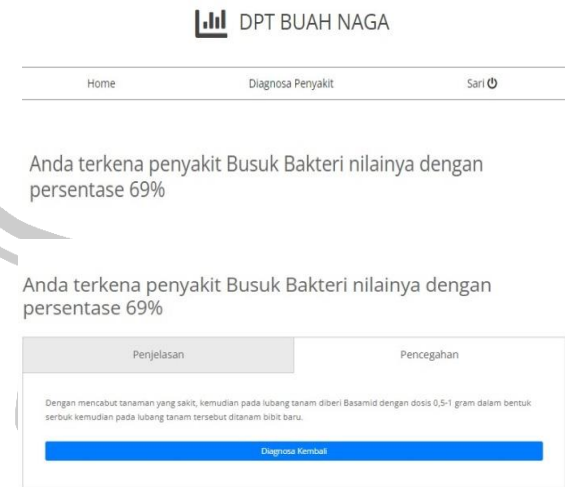 DPT BUAH NAGA
Home Diagnosa Penyakit Sari
Anda terkena penyakit Busuk Bakteri nilainya dengan
persentase 69%
Anda terkena penyakit Busuk Bakteri nilainya dengan
persentase 69%
Penjelasan Pencegahan
Dengan mencabut tanaman yang sakit, kemudian pada lubang tanam diberi Basamid dengan dosis 0,5-1 gram dalam bentuk
serbuk kemudian pada lubang tanam tersebut ditanam bibit baru.
Diagnosa Kembali